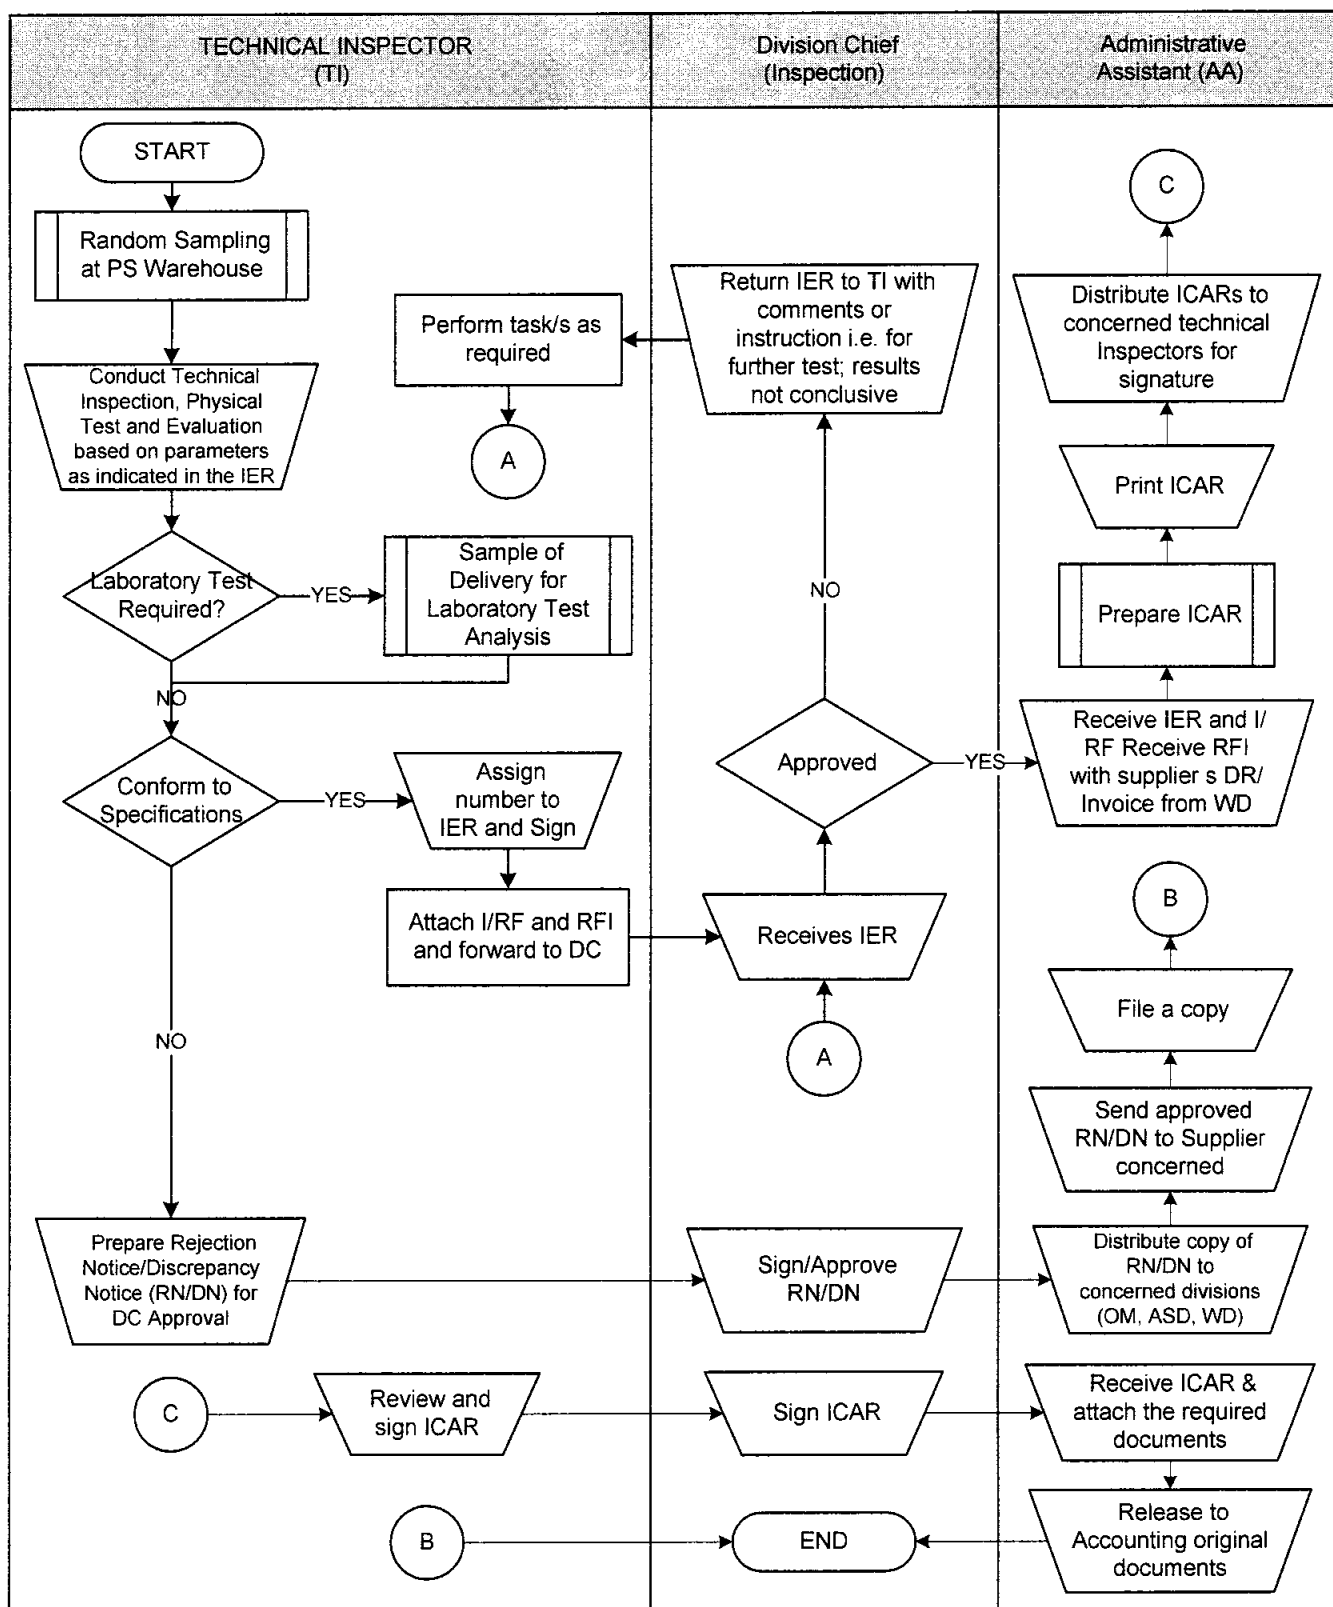 TECHNICAL INSPECTOR
(TI)
Division Chief
(Inspection)
Administrative
Assistant (AA)
START
Random Sampling
at PS Warehouse
Conduct Technical
Inspection, Physical
Test and Evaluation
based on parameters
as indicated in the IER
Laboratory Test
Required?
YES
Sample of
Delivery for
Laboratory Test
Analysis
NO
Conform to
Specifications
YES
Assign
number to
IER and Sign
Attach I/RF and RFI
and forward to DC
NO
Perform task/s as
required
A
Return IER to TI with
comments or
instruction i.e. for
further test; results
not conclusive
NO
Approved
YES
Receives IER
A
C
Distribute ICARs to
concerned technical
Inspectors for
signature
Print ICAR
Prepare ICAR
Receive IER and I/
RF Receive RFI
with supplier s DR/
Invoice from WD
B
File a copy
Send approved
RN/DN to Supplier
concerned
Prepare Rejection
Notice/Discrepancy
Notice (RN/DN) for
DC Approval
Sign/Approve
RN/DN
Distribute copy of
RN/DN to
concerned divisions
(OM, ASD, WD)
C
Review and
sign ICAR
Sign ICAR
Receive ICAR &
attach the required
documents
B
END
Release to
Accounting original
documents